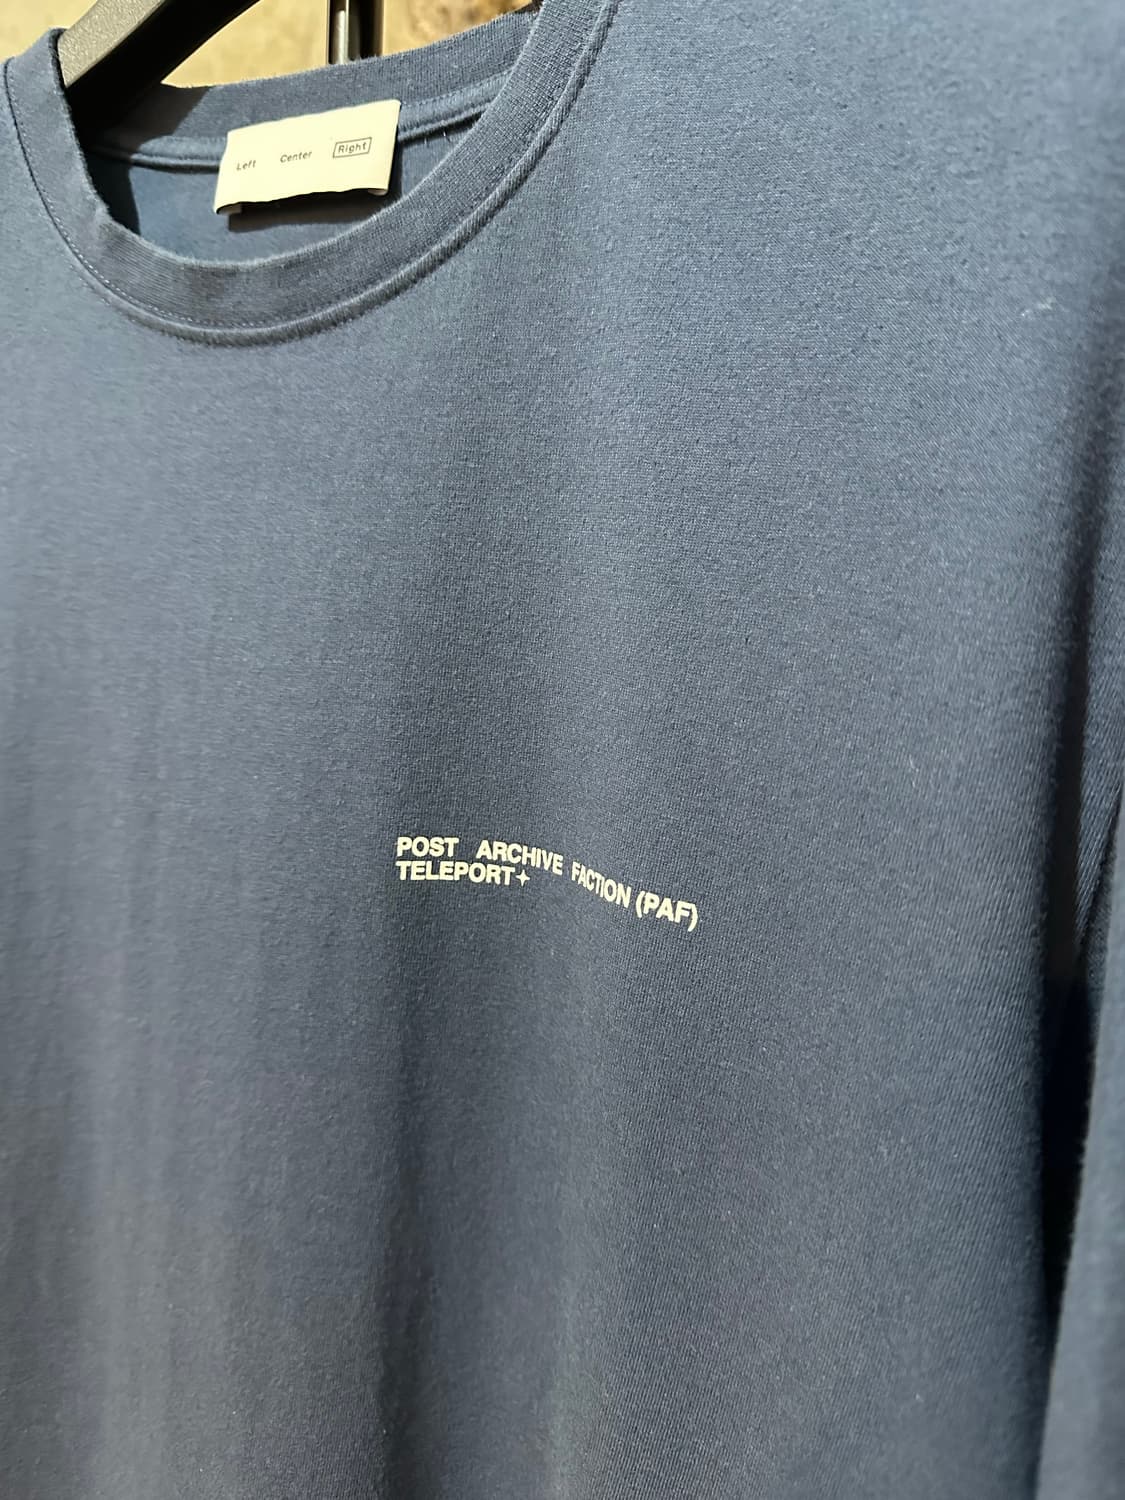 Left Center Right
POST ARCHIVE FACTION (PAF)
TELEPORT✦